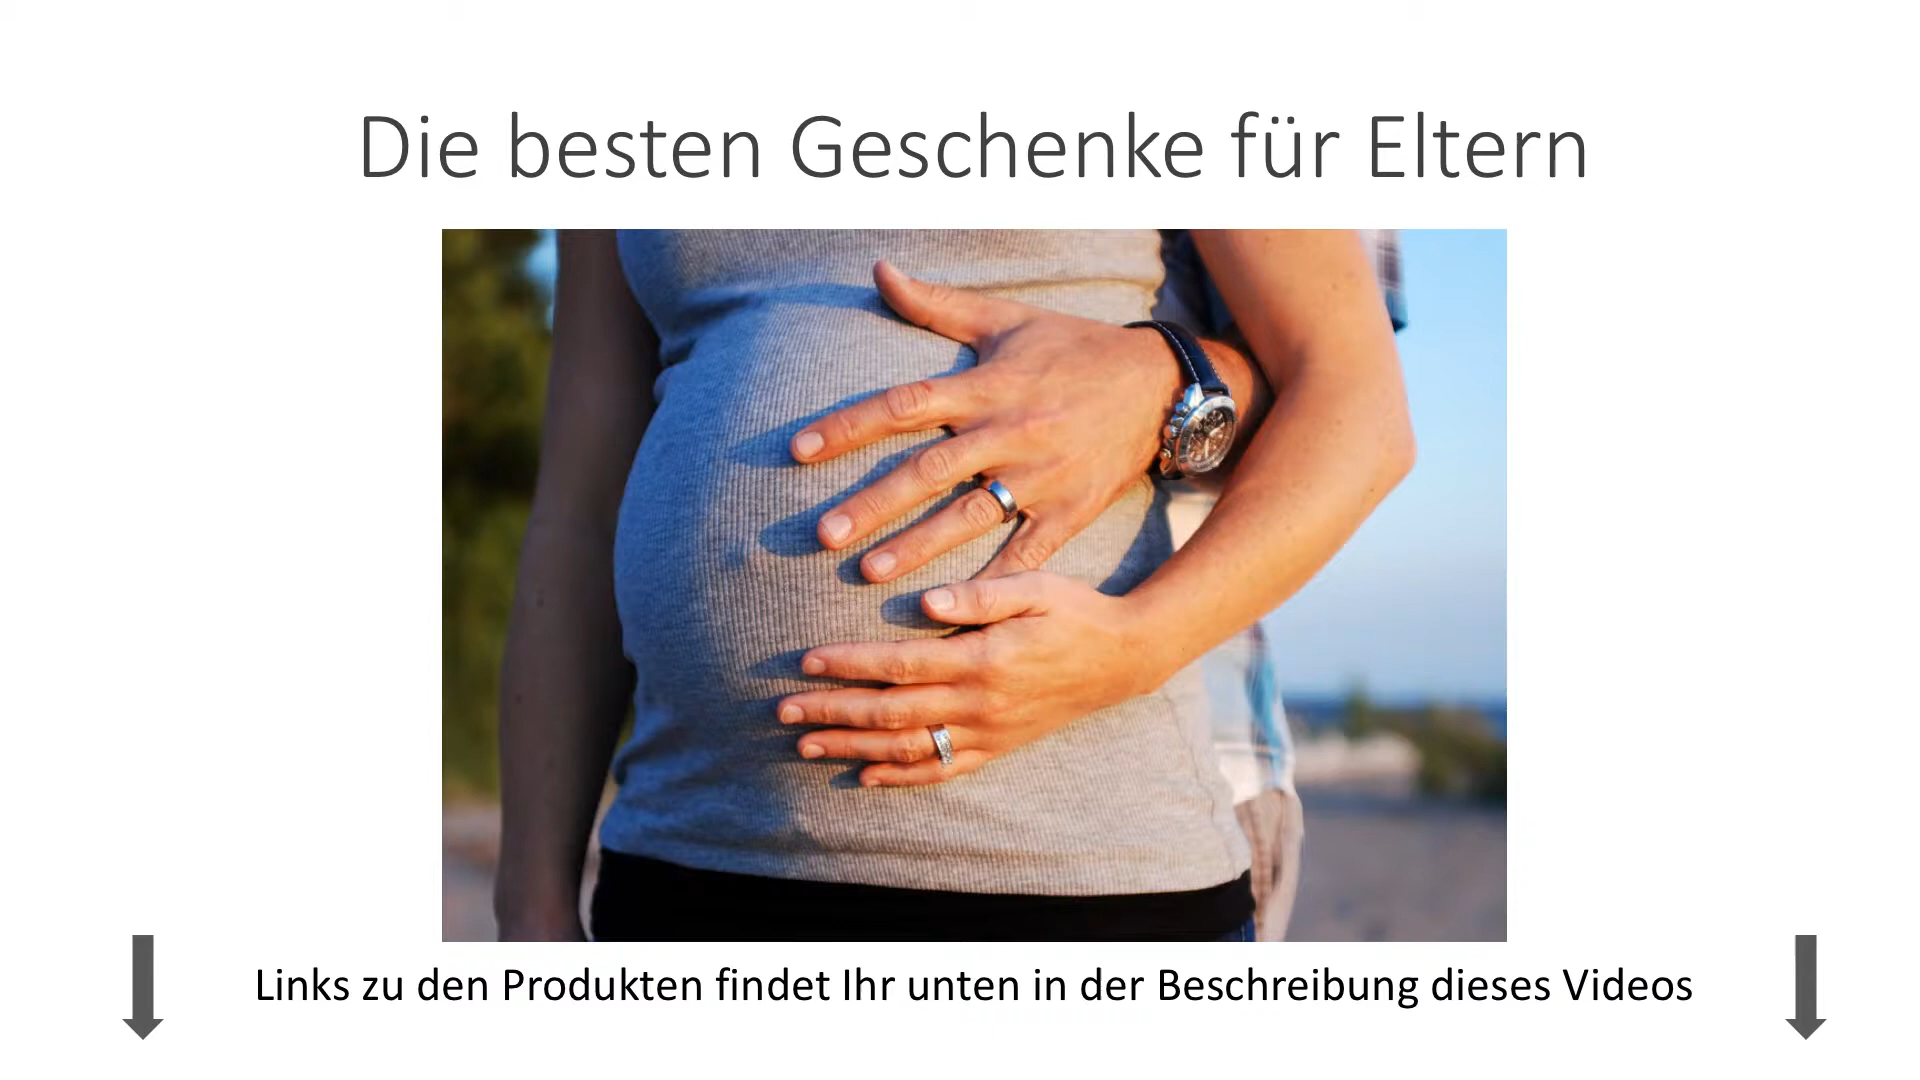 Die besten Geschenke für Eltern
Links zu den Produkten findet Ihr unten in der Beschreibung dieses Videos